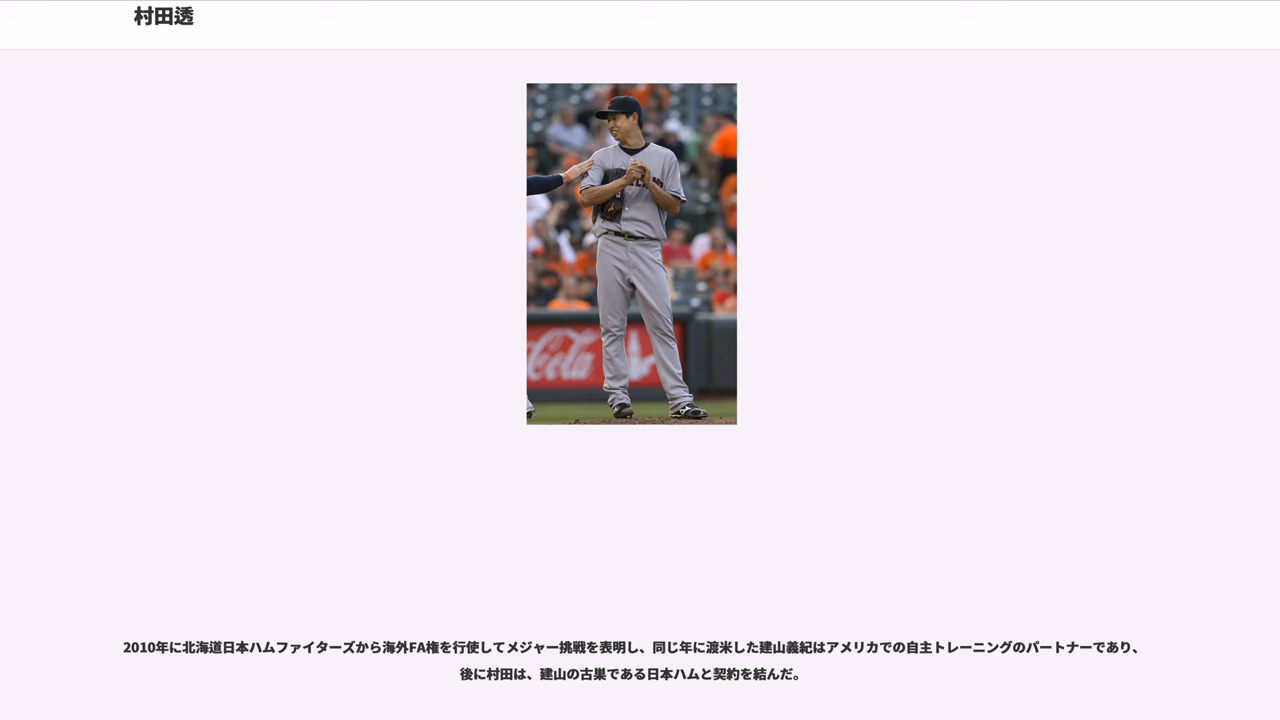 村田透
Cola
2010年に北海道日本ハムファイターズから海外FA権を行使してメジャー挑戦を表明し、同じ年に渡米した建山義紀はアメリカでの自主トレーニングのパートナーであり、
後に村田は、建山の古巣である日本ハムと契約を結んだ。